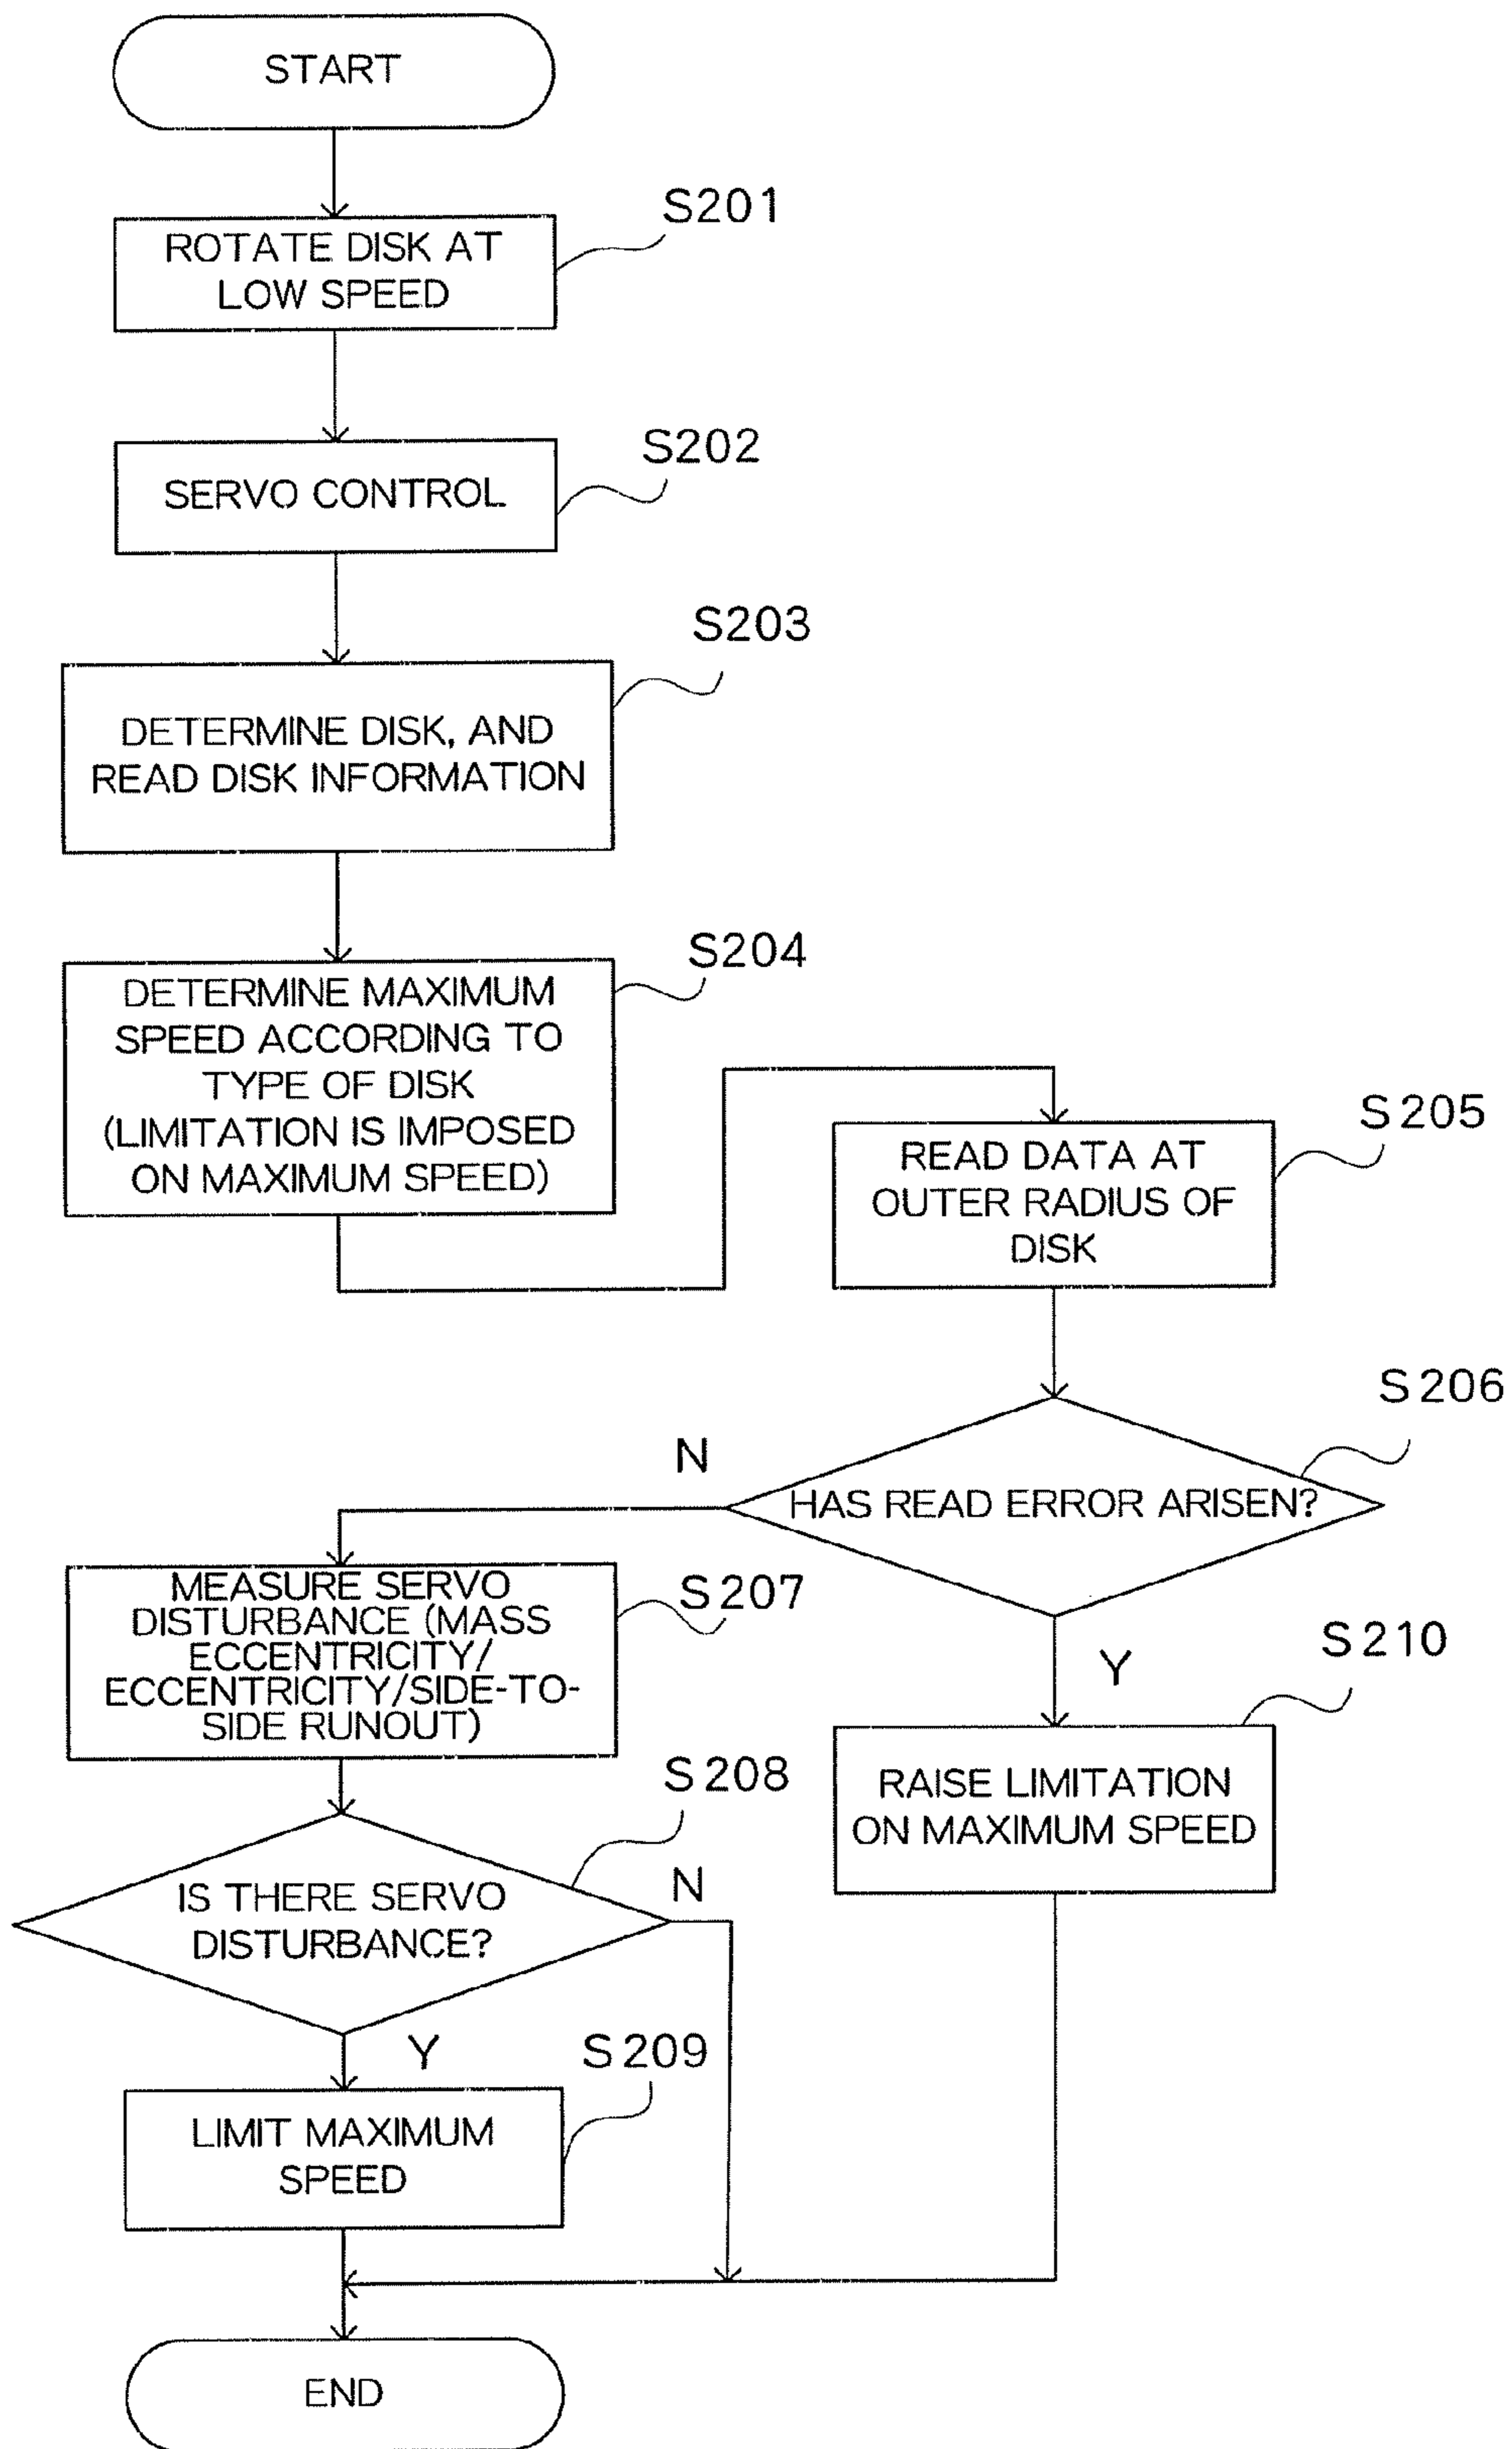 START
S201
ROTATE DISK AT
LOW SPEED
S202
SERVO CONTROL
S203
DETERMINE DISK, AND
READ DISK INFORMATION
S204
DETERMINE MAXIMUM
SPEED ACCORDING TO
TYPE OF DISK
(LIMITATION IS IMPOSED
ON MAXIMUM SPEED)
S205
READ DATA AT
OUTER RADIUS OF
DISK
S206
HAS READ ERROR ARISEN?
N
Y
S207
MEASURE SERVO
DISTURBANCE (MASS
ECCENTRICITY/
ECCENTRICITY/SIDE-TO-
SIDE RUNOUT)
S208
IS THERE SERVO
DISTURBANCE?
N
Y
S209
LIMIT MAXIMUM
SPEED
S210
RAISE LIMITATION
ON MAXIMUM SPEED
END